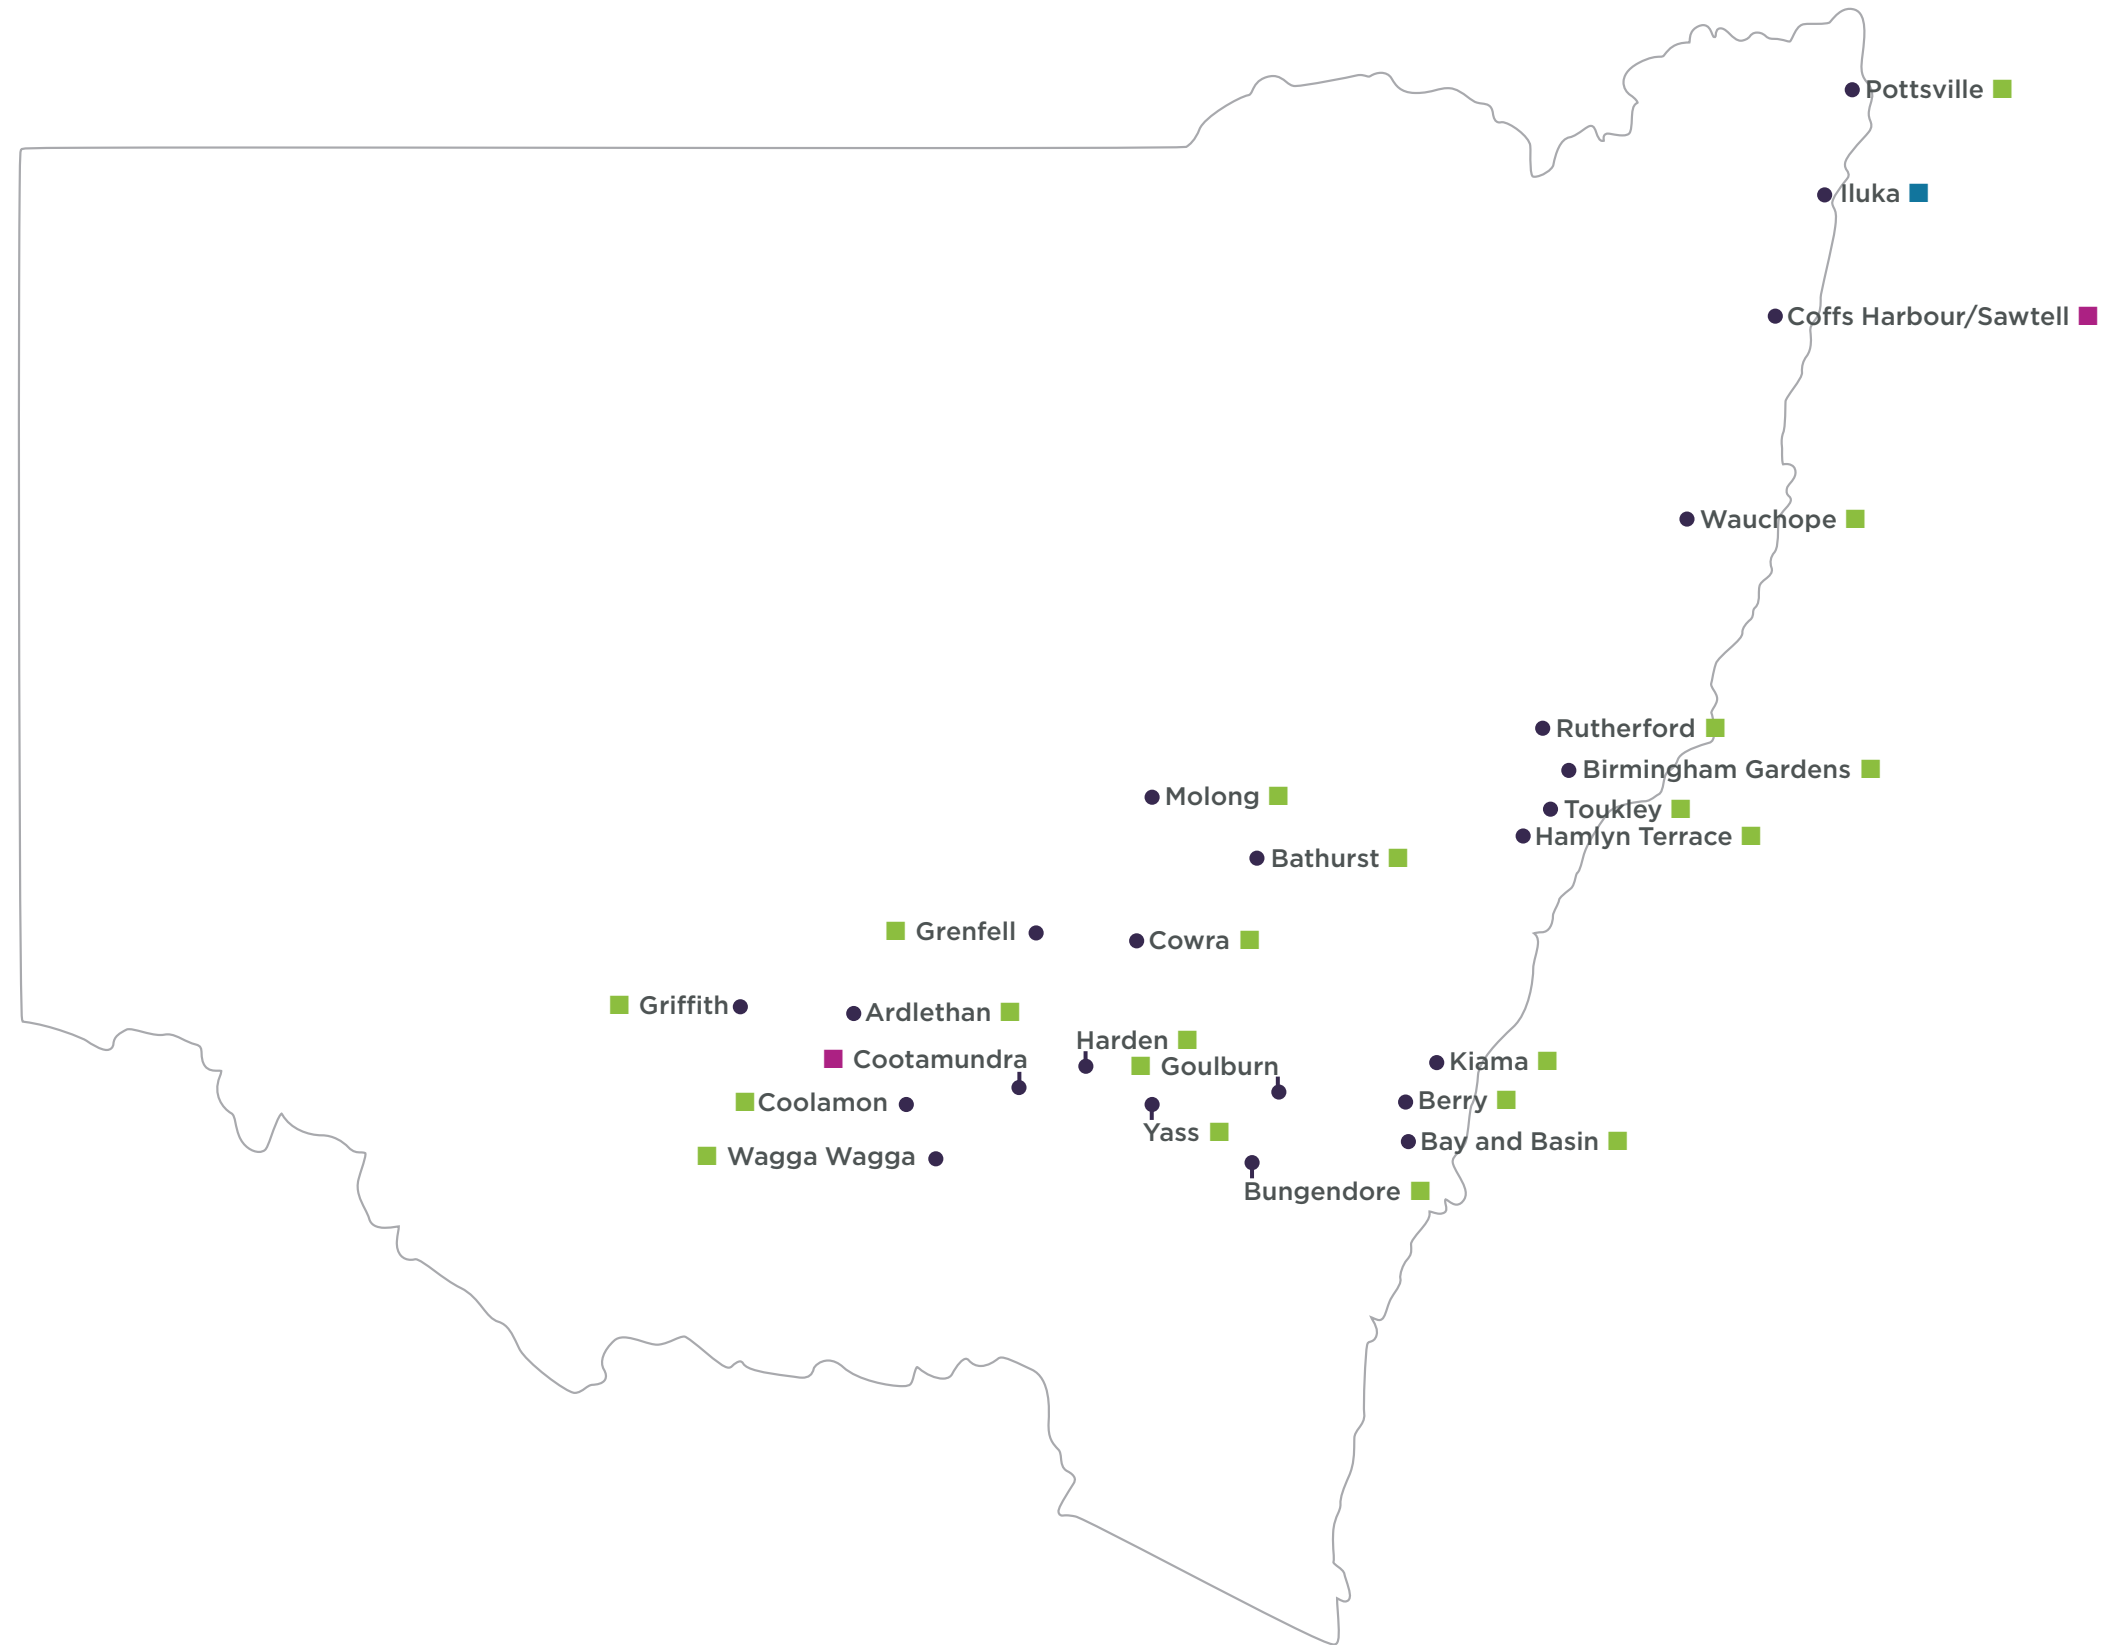 Pottsville
Iluka
Coffs Harbour/Sawtell
Wauchope
Rutherford
Birmingham Gardens
Molong
Toukley
Hamlyn Terrace
Bathurst
Grenfell
Cowra
Griffith
Ardlethan
Harden
Cootamundra
Goulburn
Kiama
Coolamon
Berry
Yass
Bay and Basin
Wagga Wagga
Bungendore